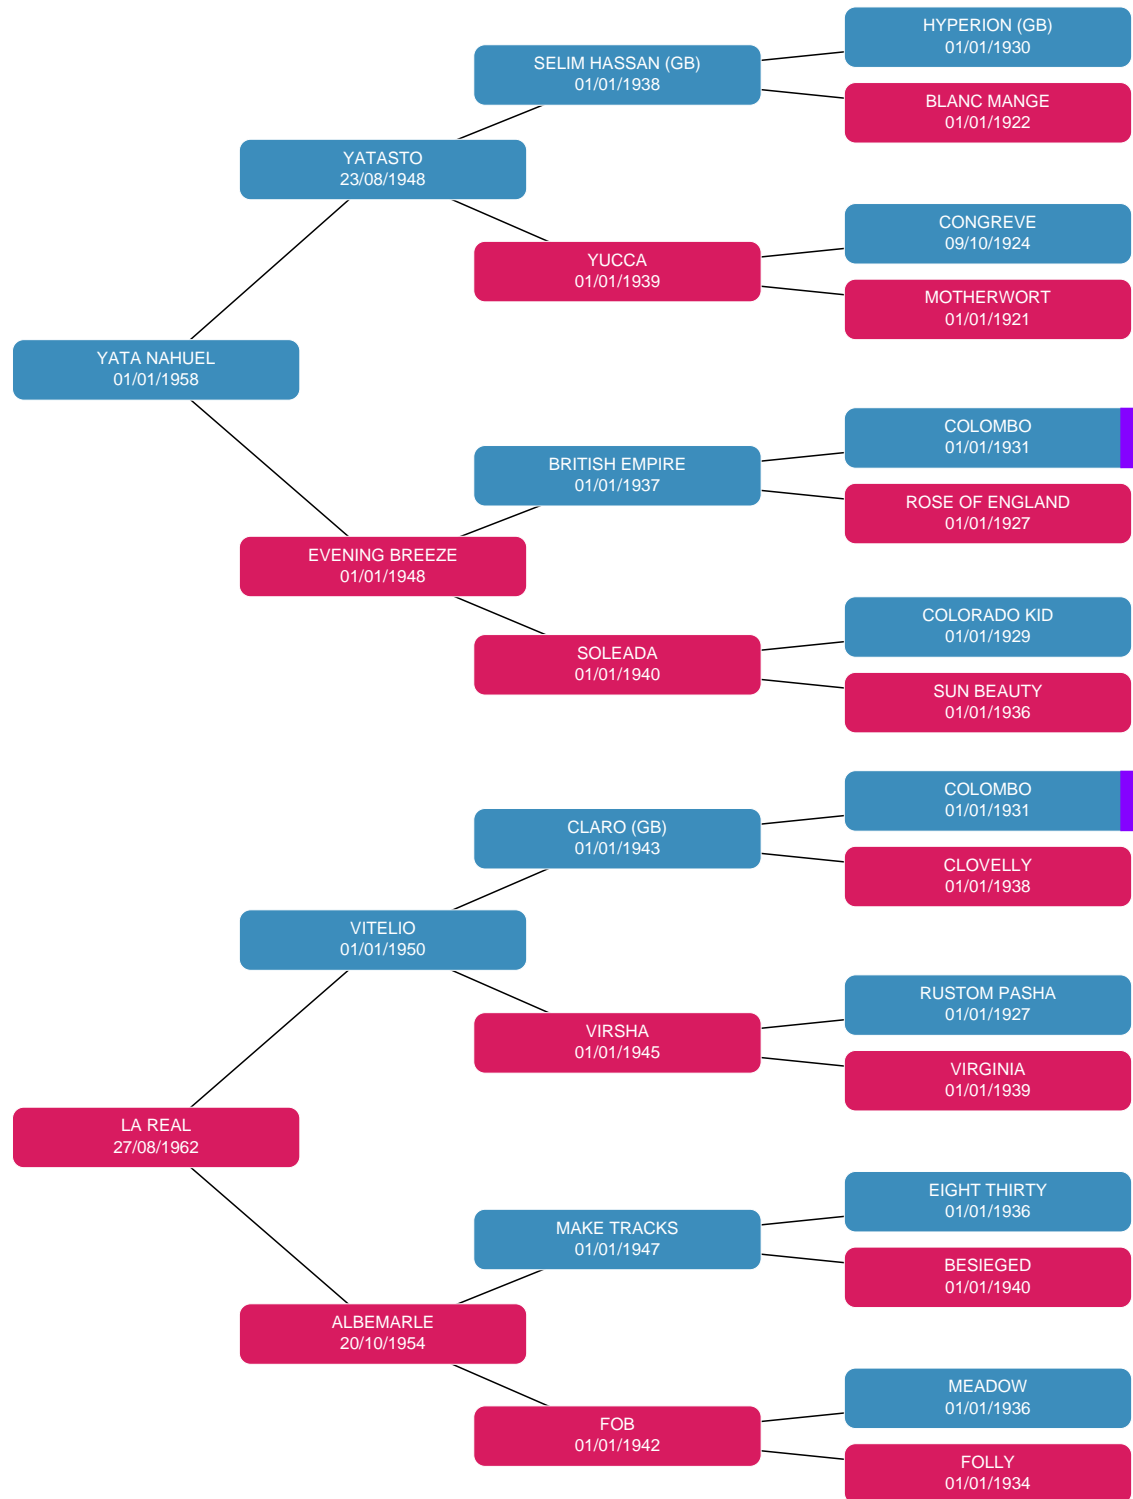 HYPERION (GB)
01/01/1930
SELIM HASSAN (GB)
01/01/1938
BLANC MANGE
01/01/1922
YATASTO
23/08/1948
CONGREVE
09/10/1924
YUCCA
01/01/1939
MOTHERWORT
01/01/1921
YATA NAHUEL
01/01/1958
COLOMBO
01/01/1931
BRITISH EMPIRE
01/01/1937
ROSE OF ENGLAND
01/01/1927
EVENING BREEZE
01/01/1948
COLORADO KID
01/01/1929
SOLEADA
01/01/1940
SUN BEAUTY
01/01/1936
COLOMBO
01/01/1931
CLARO (GB)
01/01/1943
CLOVELLY
01/01/1938
VITELIO
01/01/1950
RUSTOM PASHA
01/01/1927
VIRSHA
01/01/1945
VIRGINIA
01/01/1939
LA REAL
27/08/1962
EIGHT THIRTY
01/01/1936
MAKE TRACKS
01/01/1947
BESIEGED
01/01/1940
ALBEMARLE
20/10/1954
MEADOW
01/01/1936
FOB
01/01/1942
FOLLY
01/01/1934